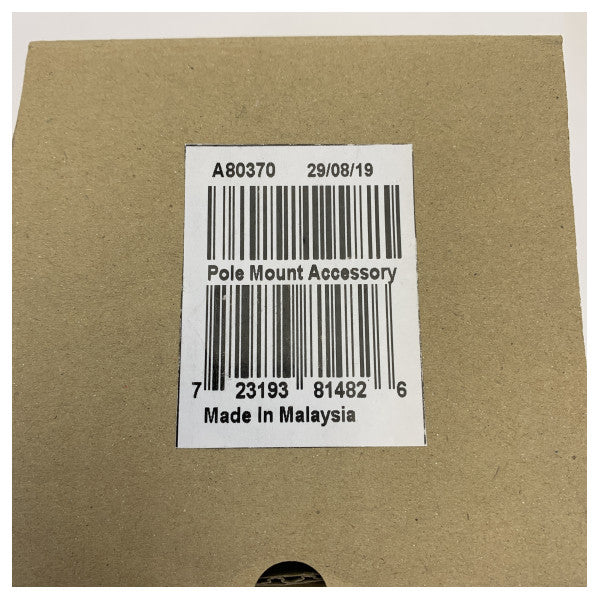 A80370 29/08/19
Pole Mount Accessory
7 23193 81482 6
Made In Malaysia